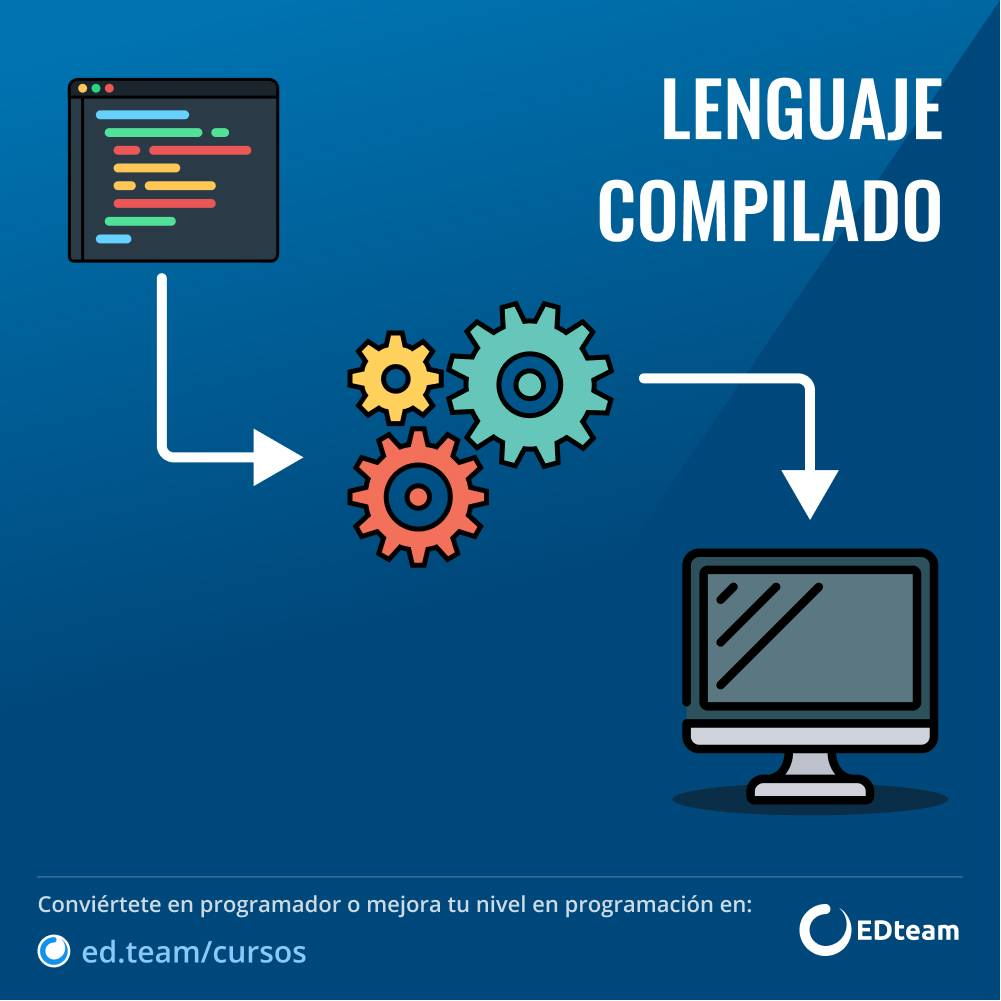 LENGUAJE
COMPILADO
Conviértete en programador o mejora tu nivel en programación en:
ed.team/cursos
EDteam